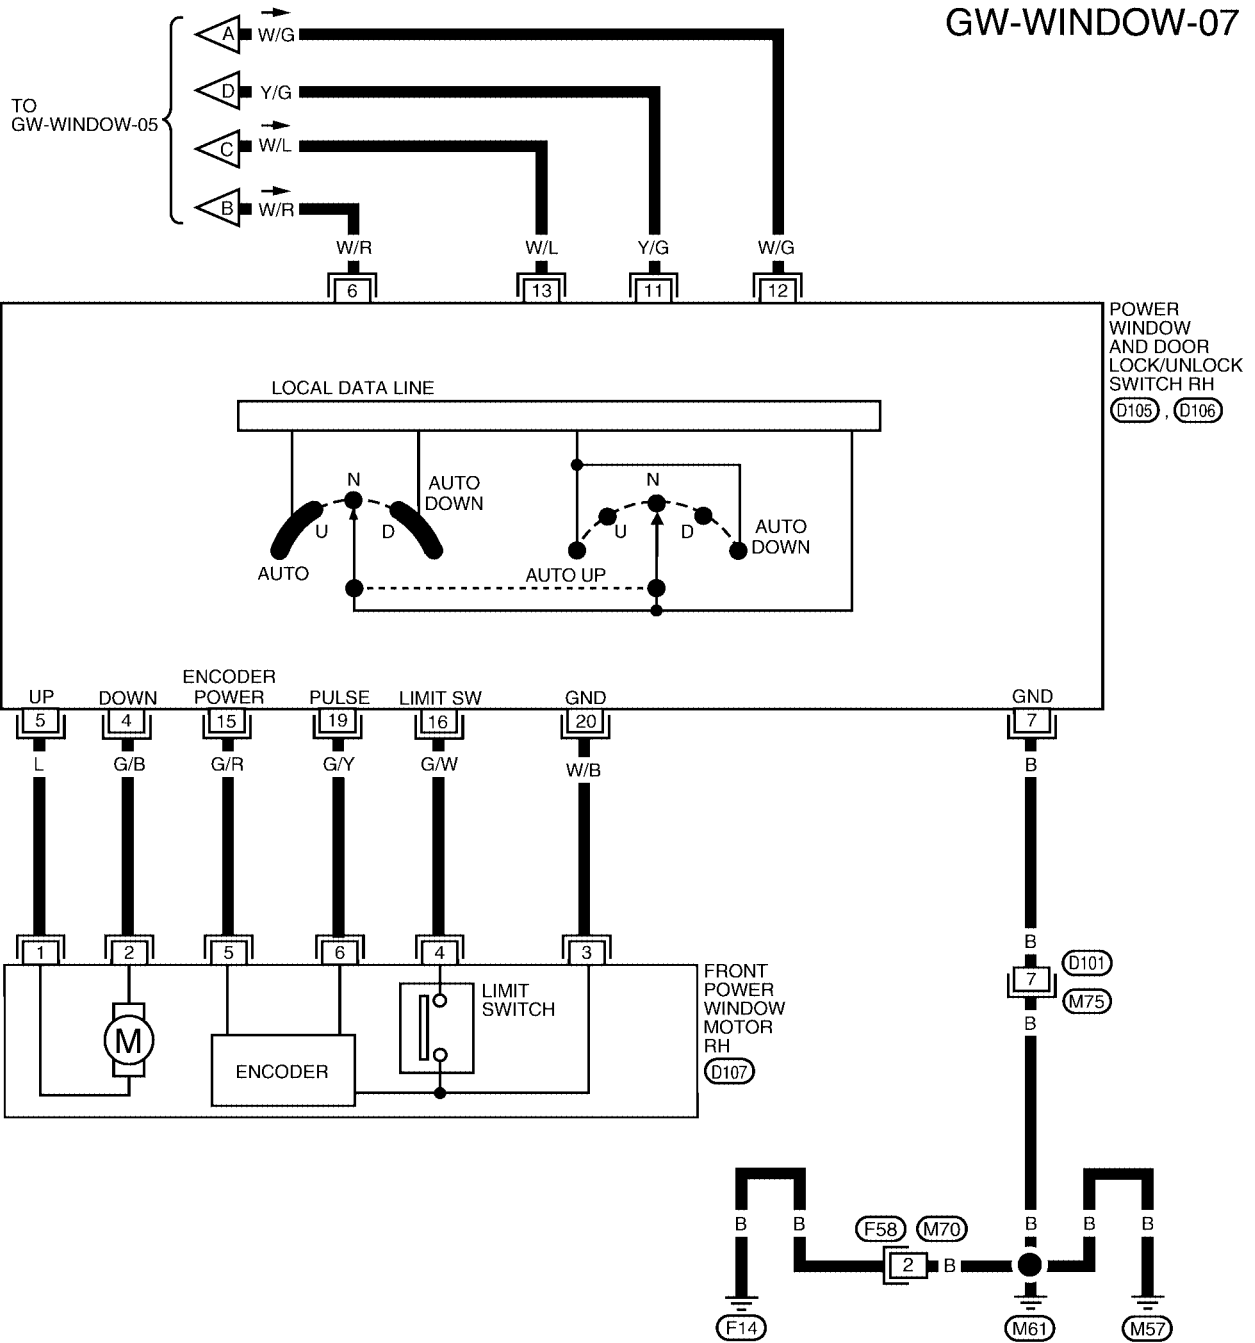 GW-WINDOW-07
A W/G
D Y/G
TO
GW-WINDOW-05
C W/L
B W/R
W/R W/L Y/G W/G
6 13 11 12
POWER
WINDOW
AND DOOR
LOCK/UNLOCK
SWITCH RH
D105 , D106
LOCAL DATA LINE
N AUTO
DOWN
U D
AUTO
N
U D
AUTO
DOWN
AUTO UP
UP DOWN ENCODER
POWER PULSE LIMIT SW GND GND
5 4 15 19 16 20 7
L G/B G/R G/Y G/W W/B B
B
1 2 5 6 4 3
7
D101
M75
B
FRONT
POWER
WINDOW
MOTOR
RH
D107
LIMIT
SWITCH
M
ENCODER
B B F58 M70 B B B
2 B
F14 M61 M57